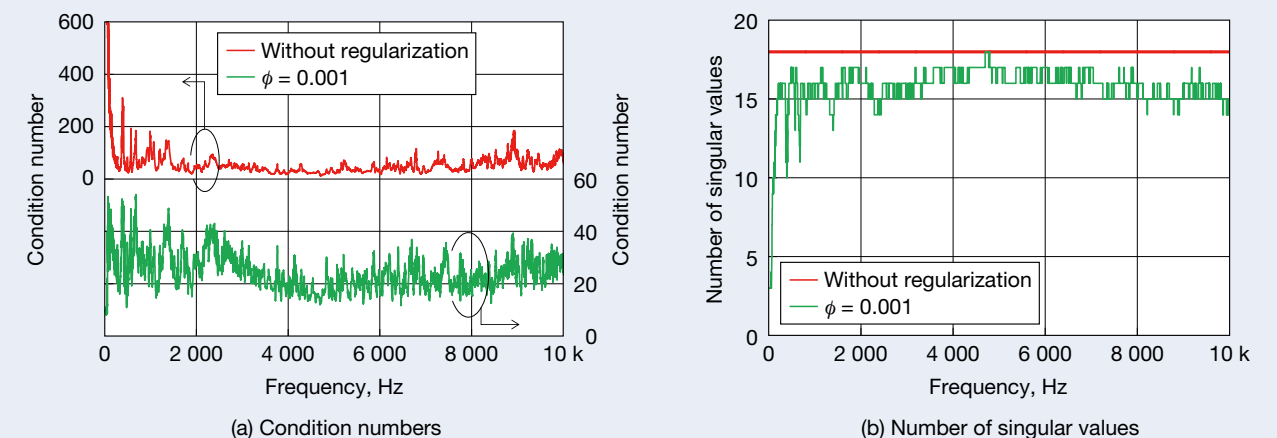 600
400
200
0
Condition number
Without regularization
ϕ = 0.001
60
40
20
0
Condition number
0
2 000
4 000
6 000
8 000
10 k
Frequency, Hz
(a) Condition numbers
20
15
10
5
0
Number of singular values
Without regularization
ϕ = 0.001
0
2 000
4 000
6 000
8 000
10 k
Frequency, Hz
(b) Number of singular values